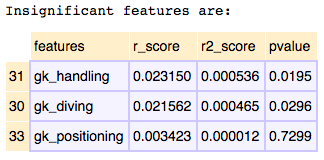 Insignificant features are:
features r_score r2_score pvalue
31 gk_handling 0.023150 0.000536 0.0195
30 gk_diving 0.021562 0.000465 0.0296
33 gk_positioning 0.003423 0.000012 0.7299